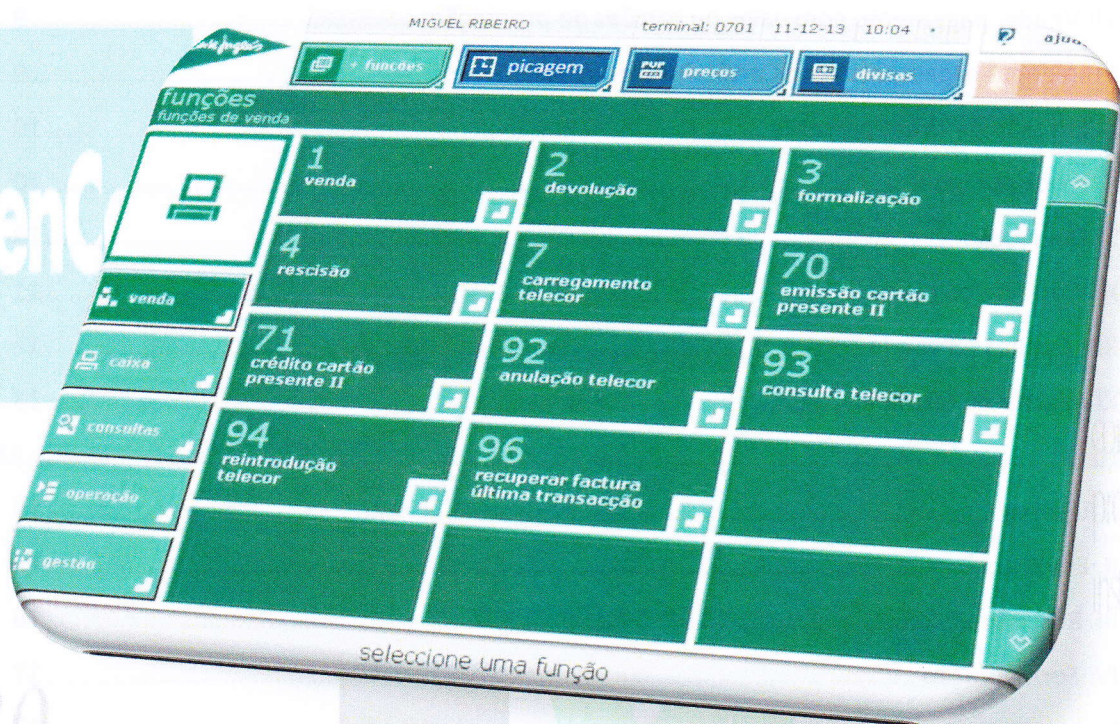 MIGUEL RIBEIRO terminal: 0701 11-12-13 10:04
+ funcões picagem preços divisas
funções
funções de venda
1
venda
2
devolução
3
formalização
4
rescisão
7
carregamento
telecor
70
emissão cartão
presente II
71
crédito cartão
presente II
92
anulação telecor
93
consulta telecor
94
reintrodução
telecor
96
recuperar factura
última transacção
venda
caixa
consultas
operação
gestão
seleccione uma função